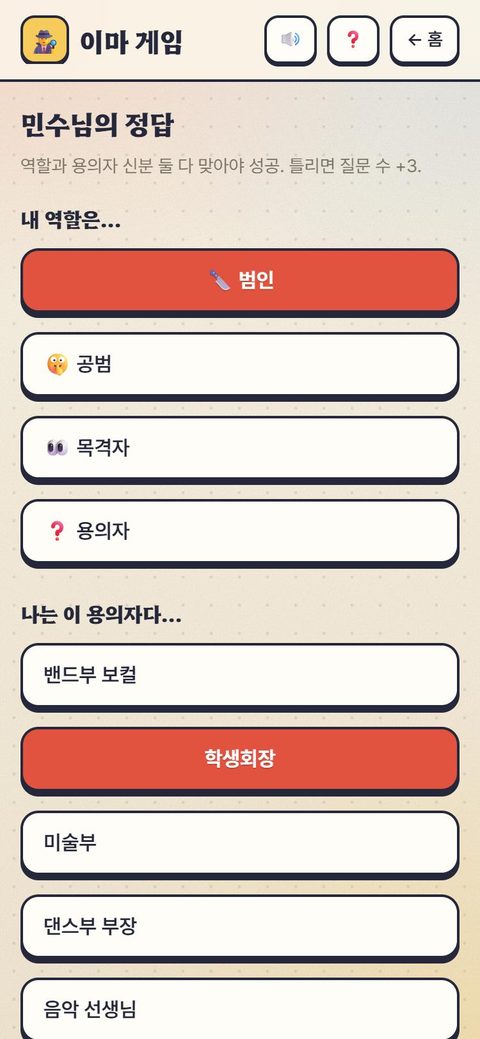 이마 게임
← 홈
민수님의 정답
역할과 용의자 신분 둘 다 맞아야 성공. 틀리면 질문 수 +3.
내 역할은…
범인
공범
목격자
용의자
나는 이 용의자다…
밴드부 보컬
학생회장
미술부
댄스부 부장
음악 선생님